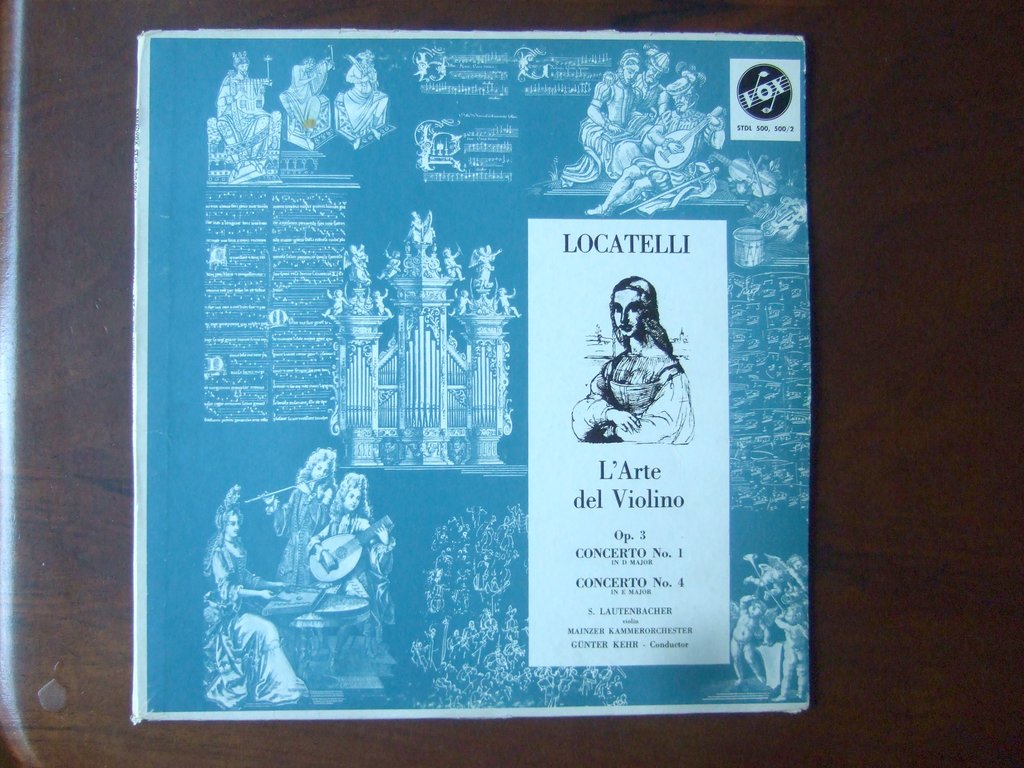 VOX
STDL 500, 500/2
LOCATELLI
L'Arte
del Violino
Op. 3
CONCERTO No. 1
IN D MAJOR
CONCERTO No. 4
IN E MAJOR
S. LAUTENBACHER
violin
MAINZER KAMMERORCHESTER
GÜNTER KEHR - Conductor